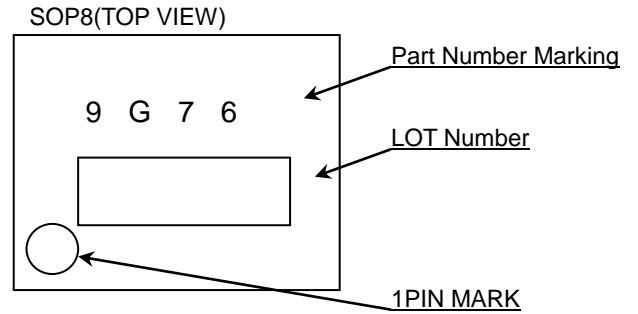 SOP8(TOP VIEW)
Part Number Marking
9 G 7 6
LOT Number
1PIN MARK